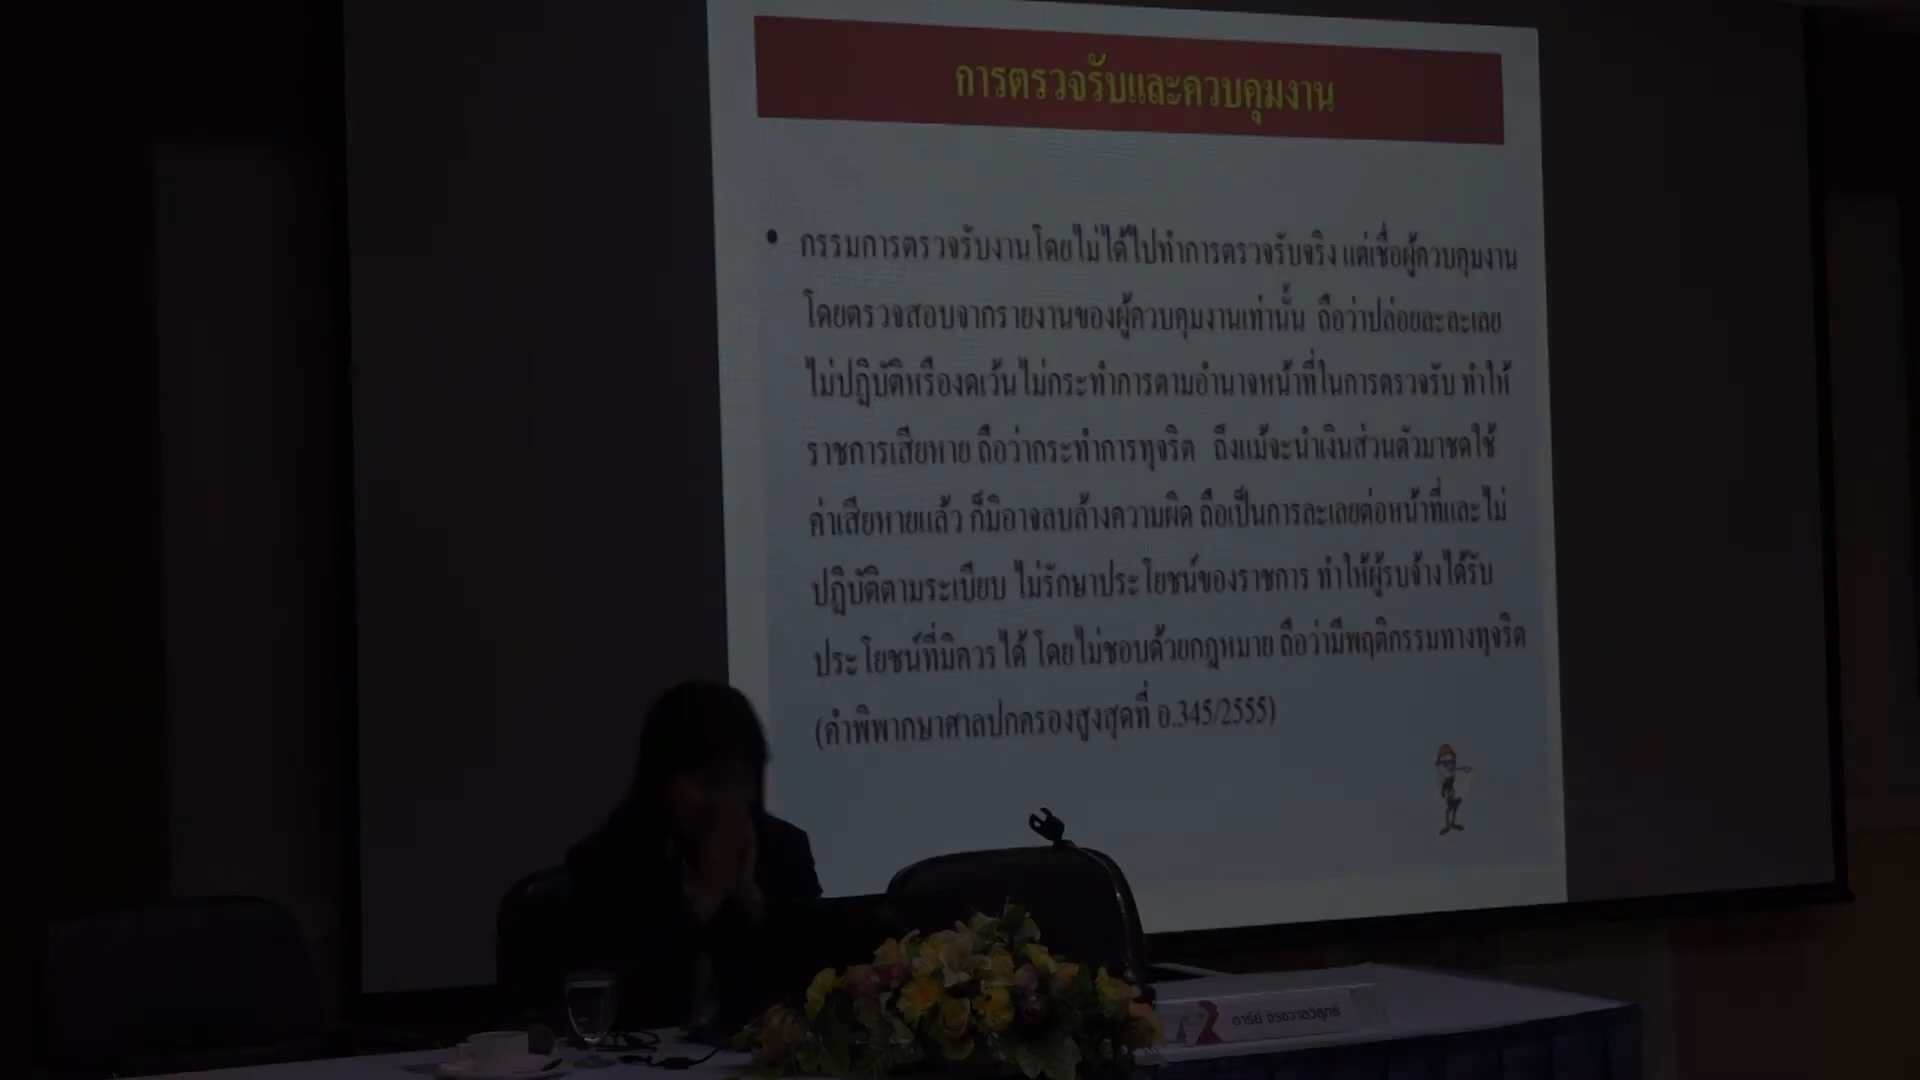 การตรวจรับและควบคุมงาน
• กรรมการตรวจรับงานโดยไม่ได้ไปทำการตรวจรับจริง แต่เชื่อผู้ควบคุมงาน
โดยตรวจสอบจากรายงานของผู้ควบคุมงานเท่านั้น ถือว่าปล่อยละละเลย
ไม่ปฏิบัติหรืองดเว้นไม่กระทำการตามอำนาจหน้าที่ในการตรวจรับ ทำให้
ราชการเสียหาย ถือว่ากระทำการทุจริต ถึงแม้จะนำเงินส่วนตัวมาชดใช้
ค่าเสียหายแล้ว ก็มิอาจลบล้างความผิด ถือเป็นการละเลยต่อหน้าที่และไม่
ปฏิบัติตามระเบียบ ไม่รักษาประโยชน์ของราชการ ทำให้ผู้รบจ้างได้รับ
ประโยชน์ที่มิควรได้ โดยไม่ชอบด้วยกฎหมาย ถือว่ามีพฤติกรรมทางทุจริต
(คำพิพากษาศาลปกครองสูงสุดที่ อ.345/2555)
อารีย์